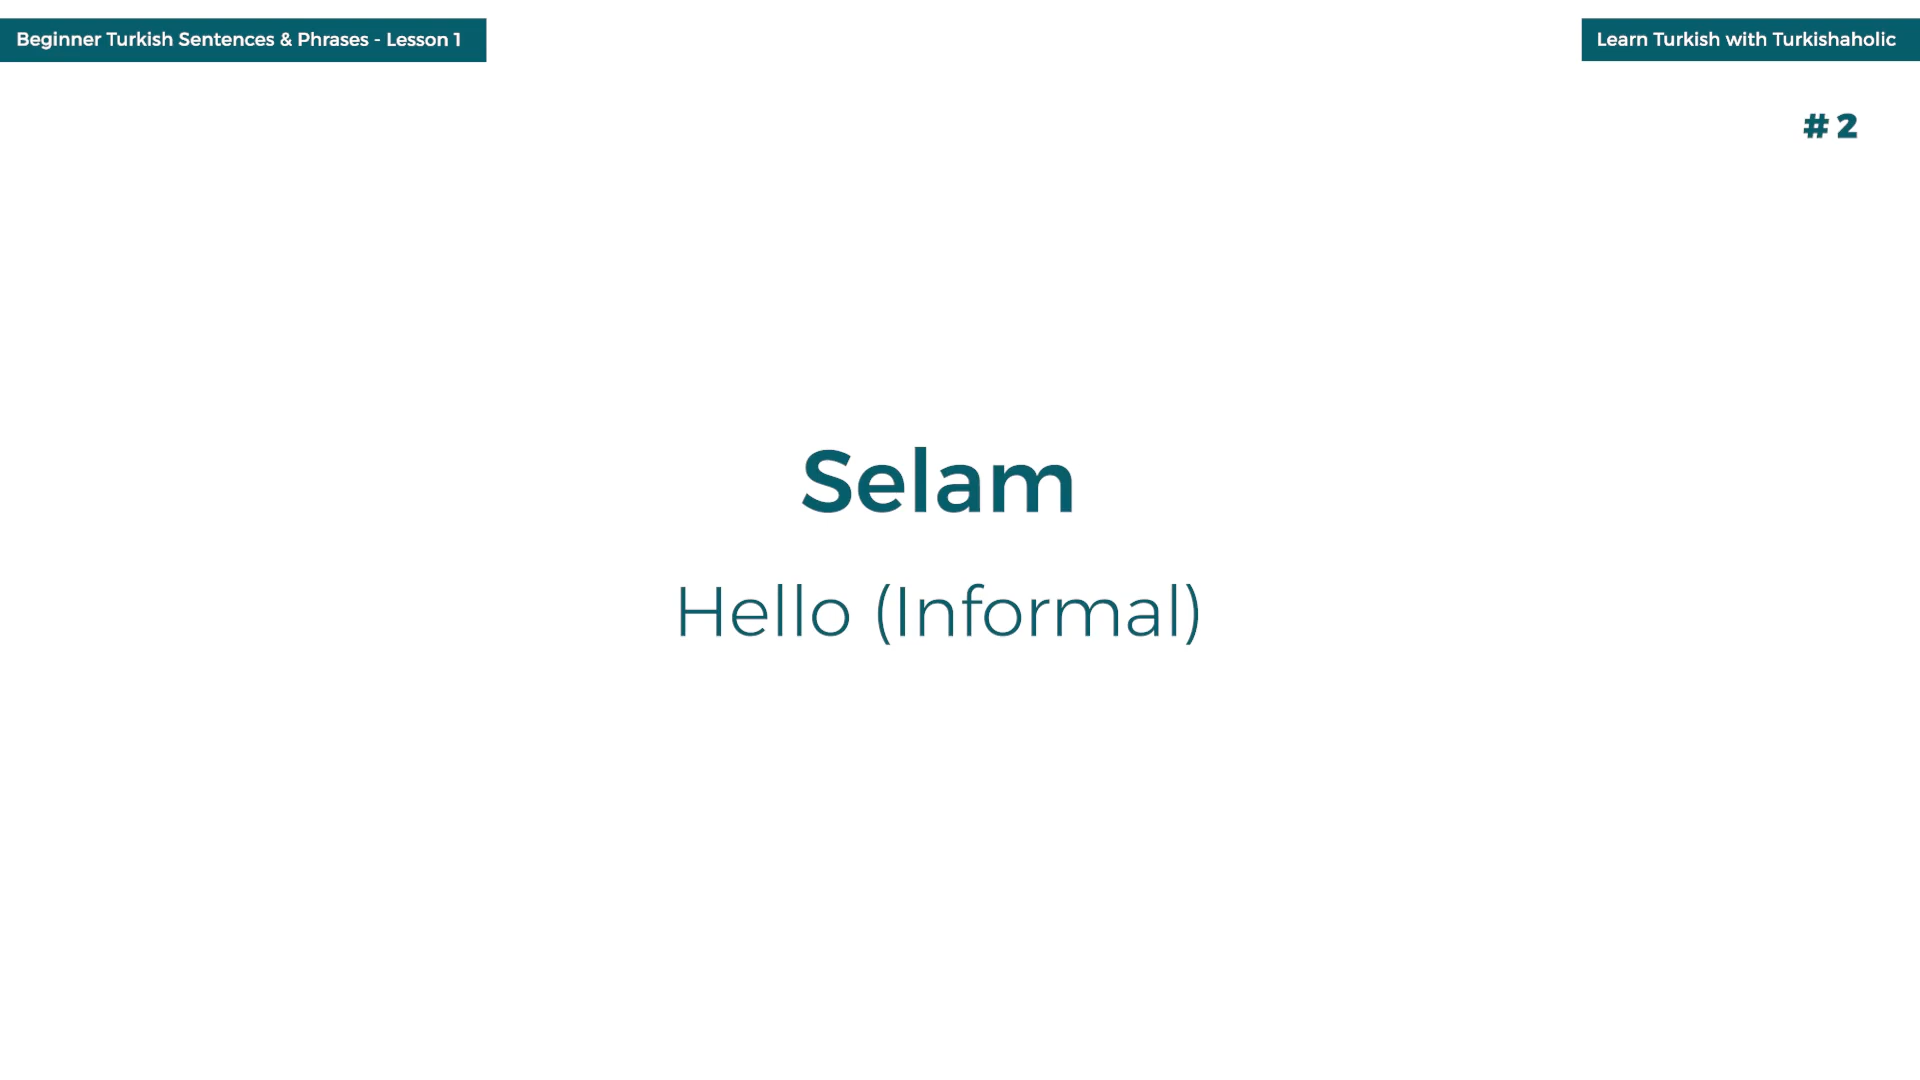 Beginner Turkish Sentences & Phrases - Lesson 1
Learn Turkish with Turkishaholic
# 2
Selam
Hello (Informal)